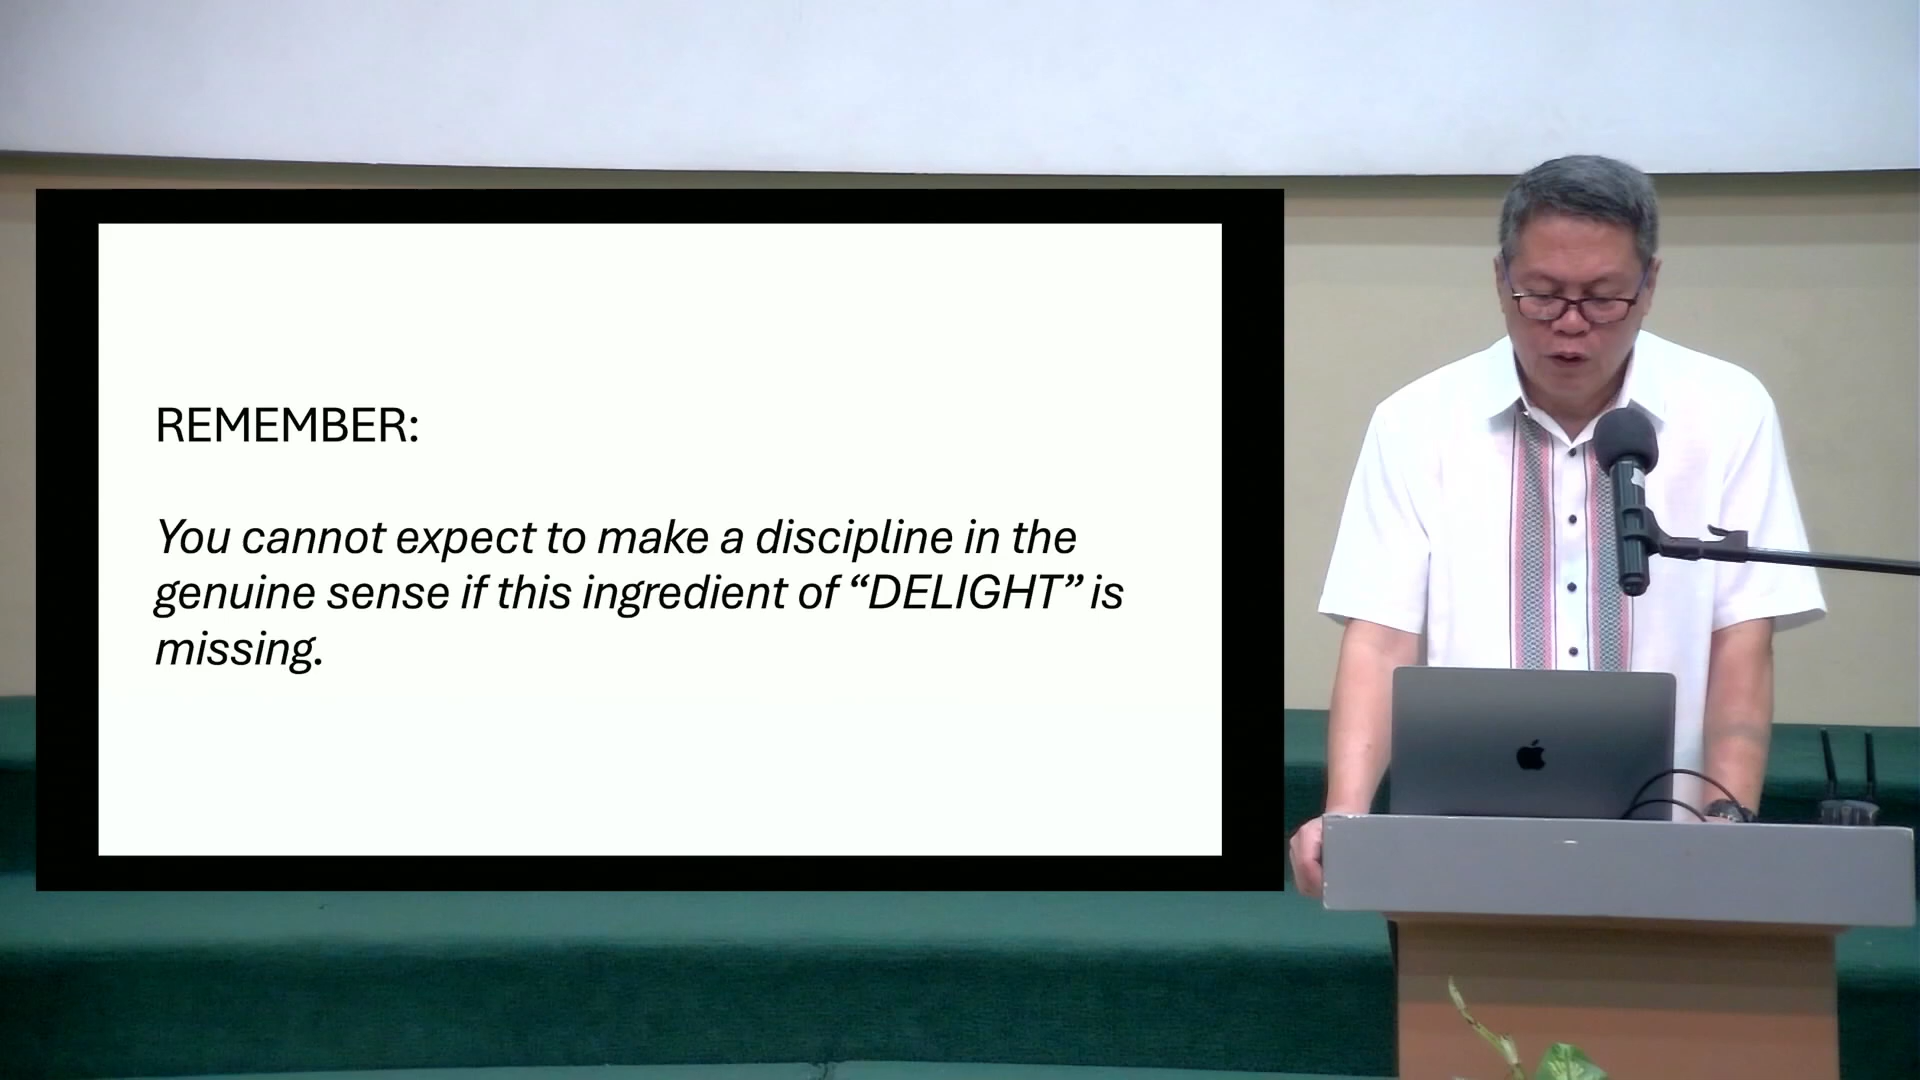 REMEMBER:
You cannot expect to make a discipline in the
genuine sense if this ingredient of “DELIGHT” is
missing.